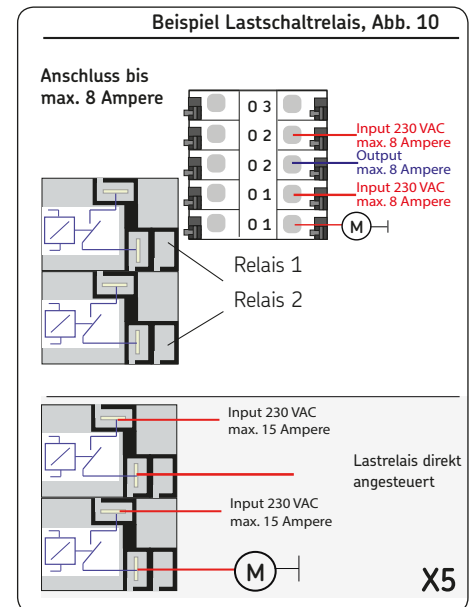 Beispiel Lastschaltrelais, Abb. 10
Anschluss bis
max. 8 Ampere
0 3
0 2
Input 230 VAC
max. 8 Ampere
0 2
Output
max. 8 Ampere
0 1
Input 230 VAC
max. 8 Ampere
0 1
M
Relais 1
Relais 2
Input 230 VAC
max. 15 Ampere
Lastrelais direkt
angesteuert
Input 230 VAC
max. 15 Ampere
M
X5